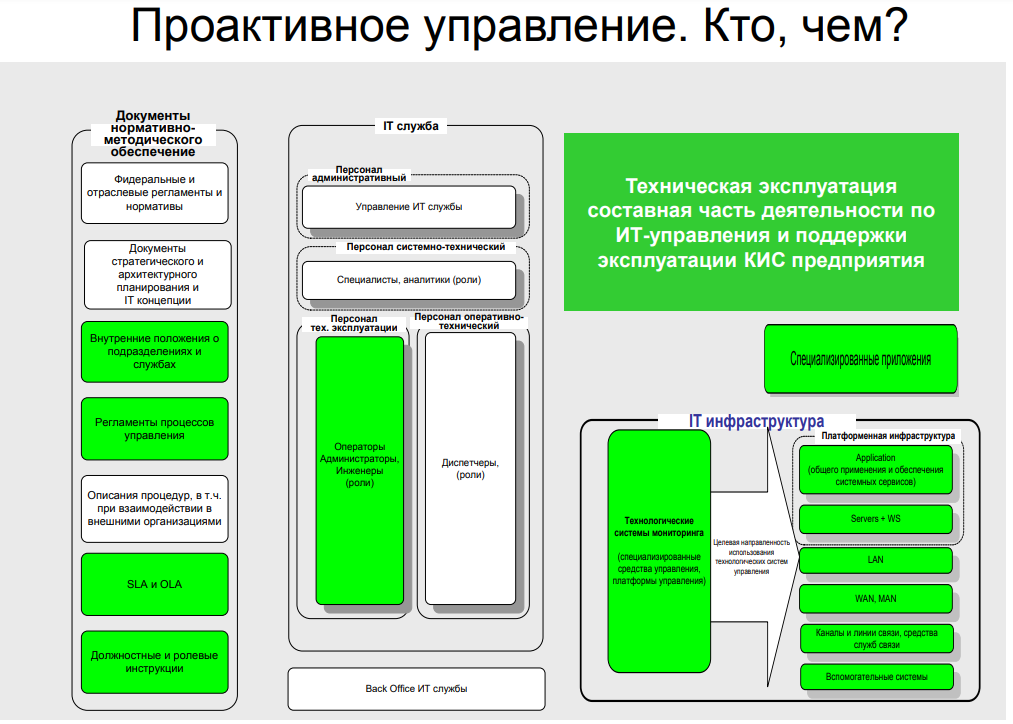 Проактивное управление. Кто, чем?
Документы
нормативно-
методического
обеспечение
Фидеральные и
отраслевые регламенты и
нормативы
Документы
стратегического и
архитектурного
планирования и
IT концепции
Внутренние положения о
подразделениях и
службах
Регламенты процессов
управления
Описания процедур, в т.ч.
при взаимодействии в
внешними организациями
SLA и OLA
Должностные и ролевые
инструкции
IT служба
Персонал
административный
Управление ИТ службы
Персонал системно-технический
Специалисты, аналитики (роли)
Персонал
тех. эксплуатации
Операторы
Администраторы,
Инженеры
(роли)
Персонал оперативно-
технический
Диспетчеры,
(роли)
Back Office ИТ службы
Техническая эксплуатация
составная часть деятельности по
ИТ-управления и поддержки
эксплуатации КИС предприятия
Специализированные приложения
IT инфраструктура
Технологические
системы мониторинга
(специализированные
средства управления,
платформы управления)
Целевая направленность
использования
технологических систем
управления
Платформенная инфраструктура
Application
(общего применения и обеспечения
системных сервисов)
Servers + WS
LAN
WAN, MAN
Каналы и линии связи, средства
служб связи
Вспомогательные системы